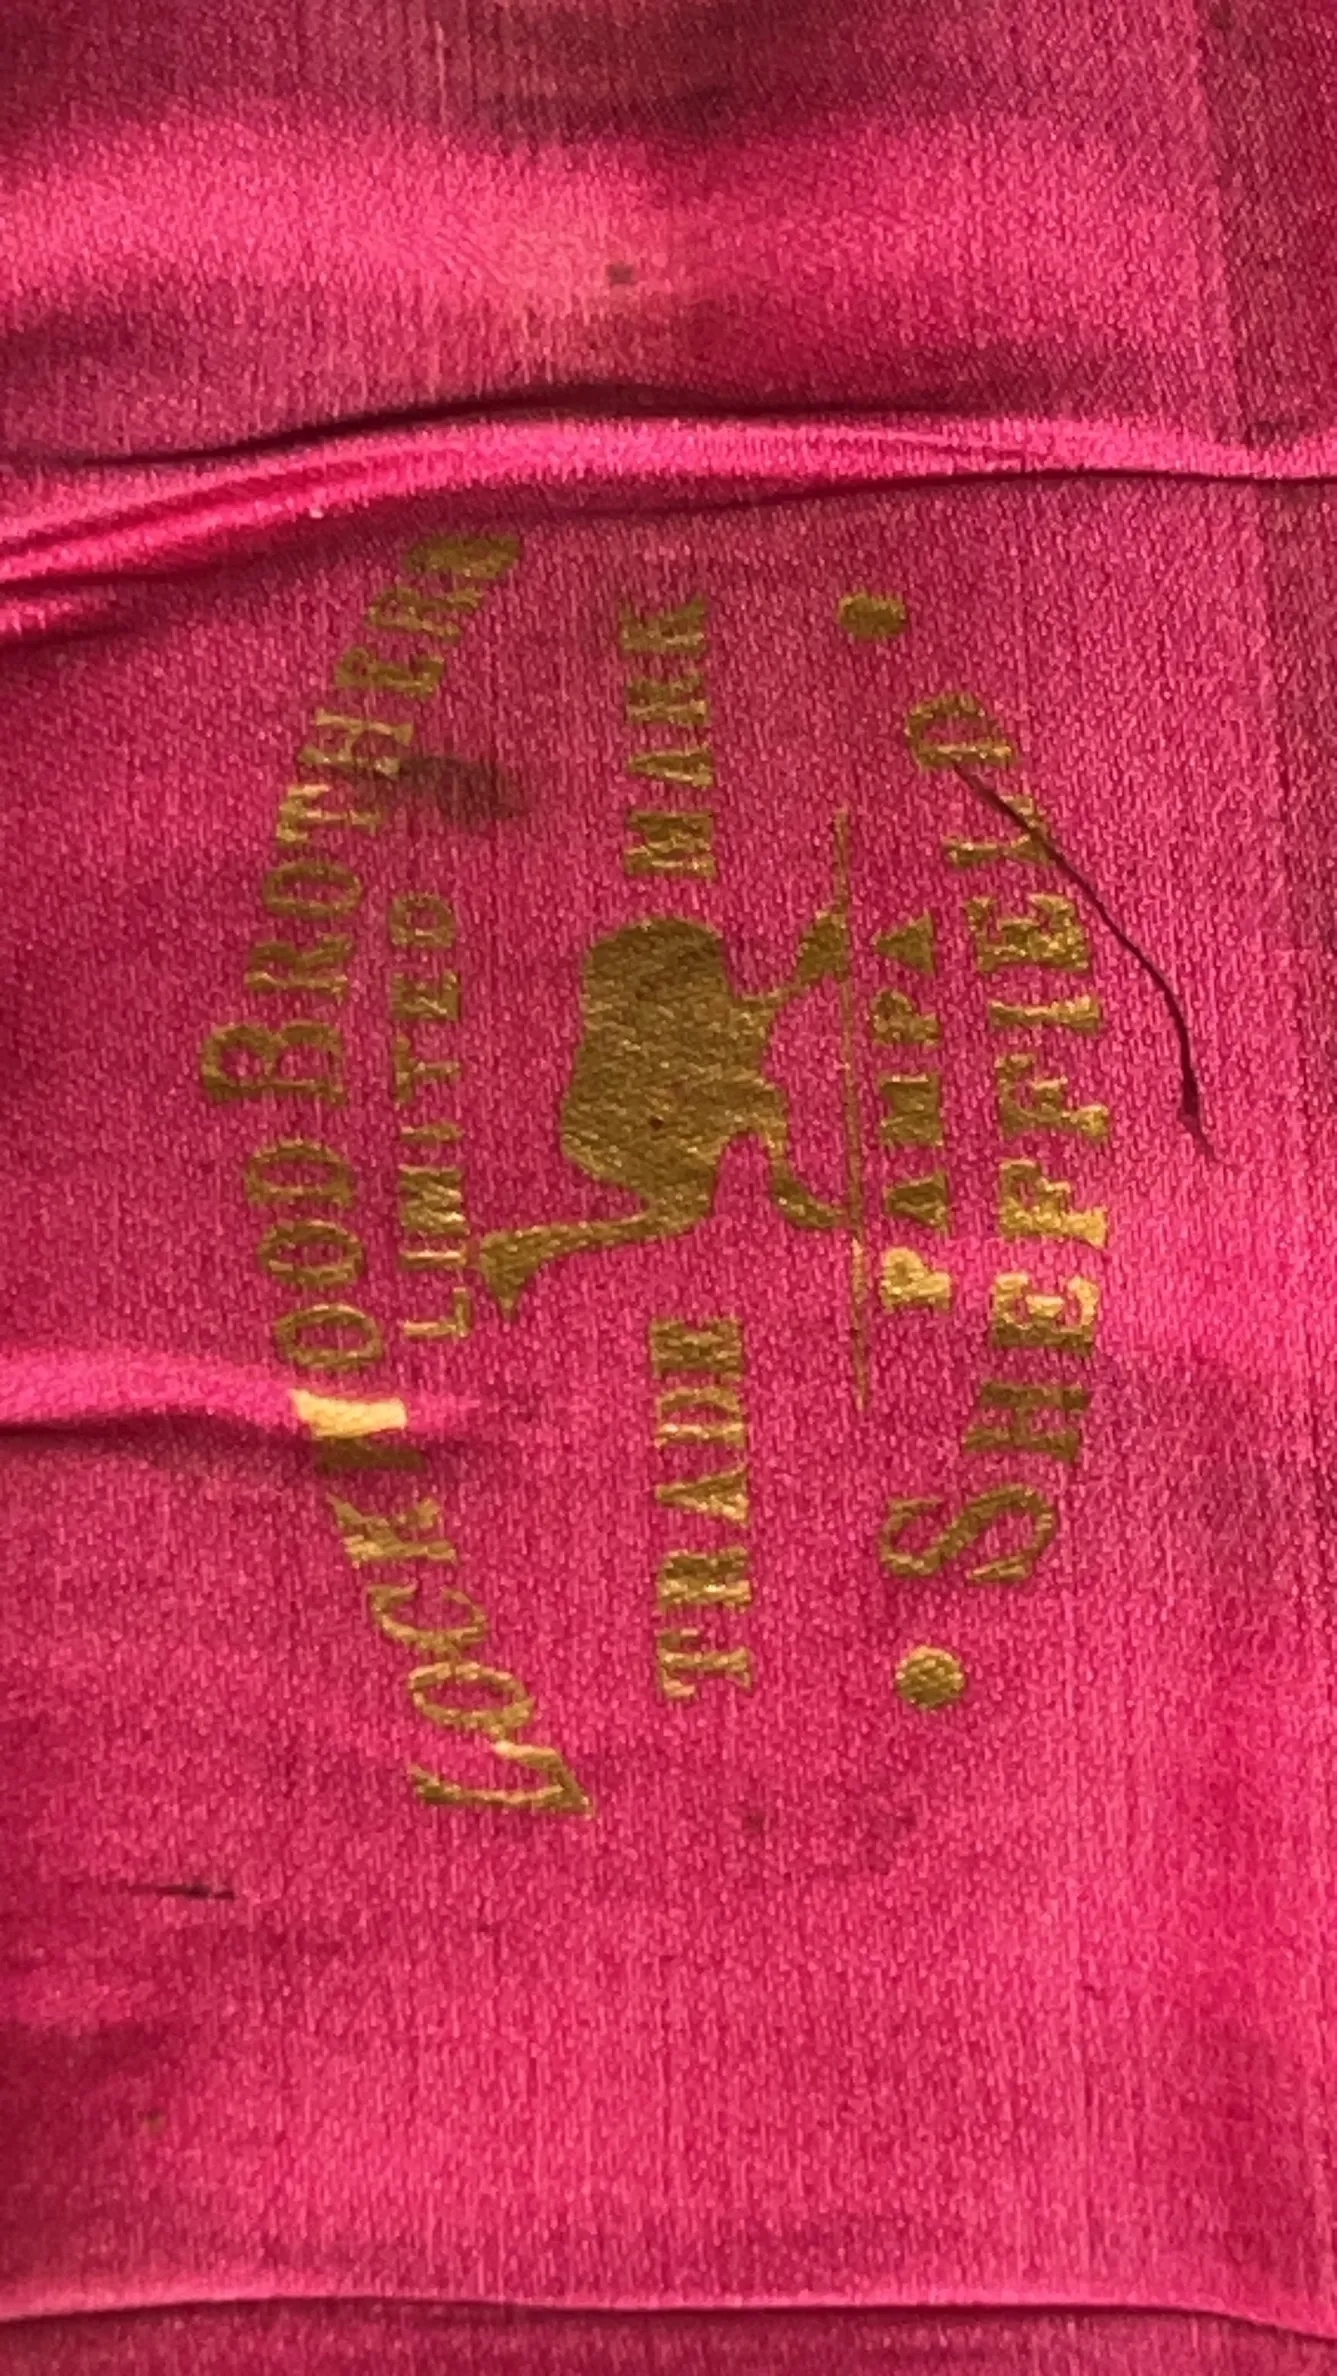 LOCKWOOD BROTHERS
LIMITED
TRADE MARK
PAMPA
SHEFFIELD